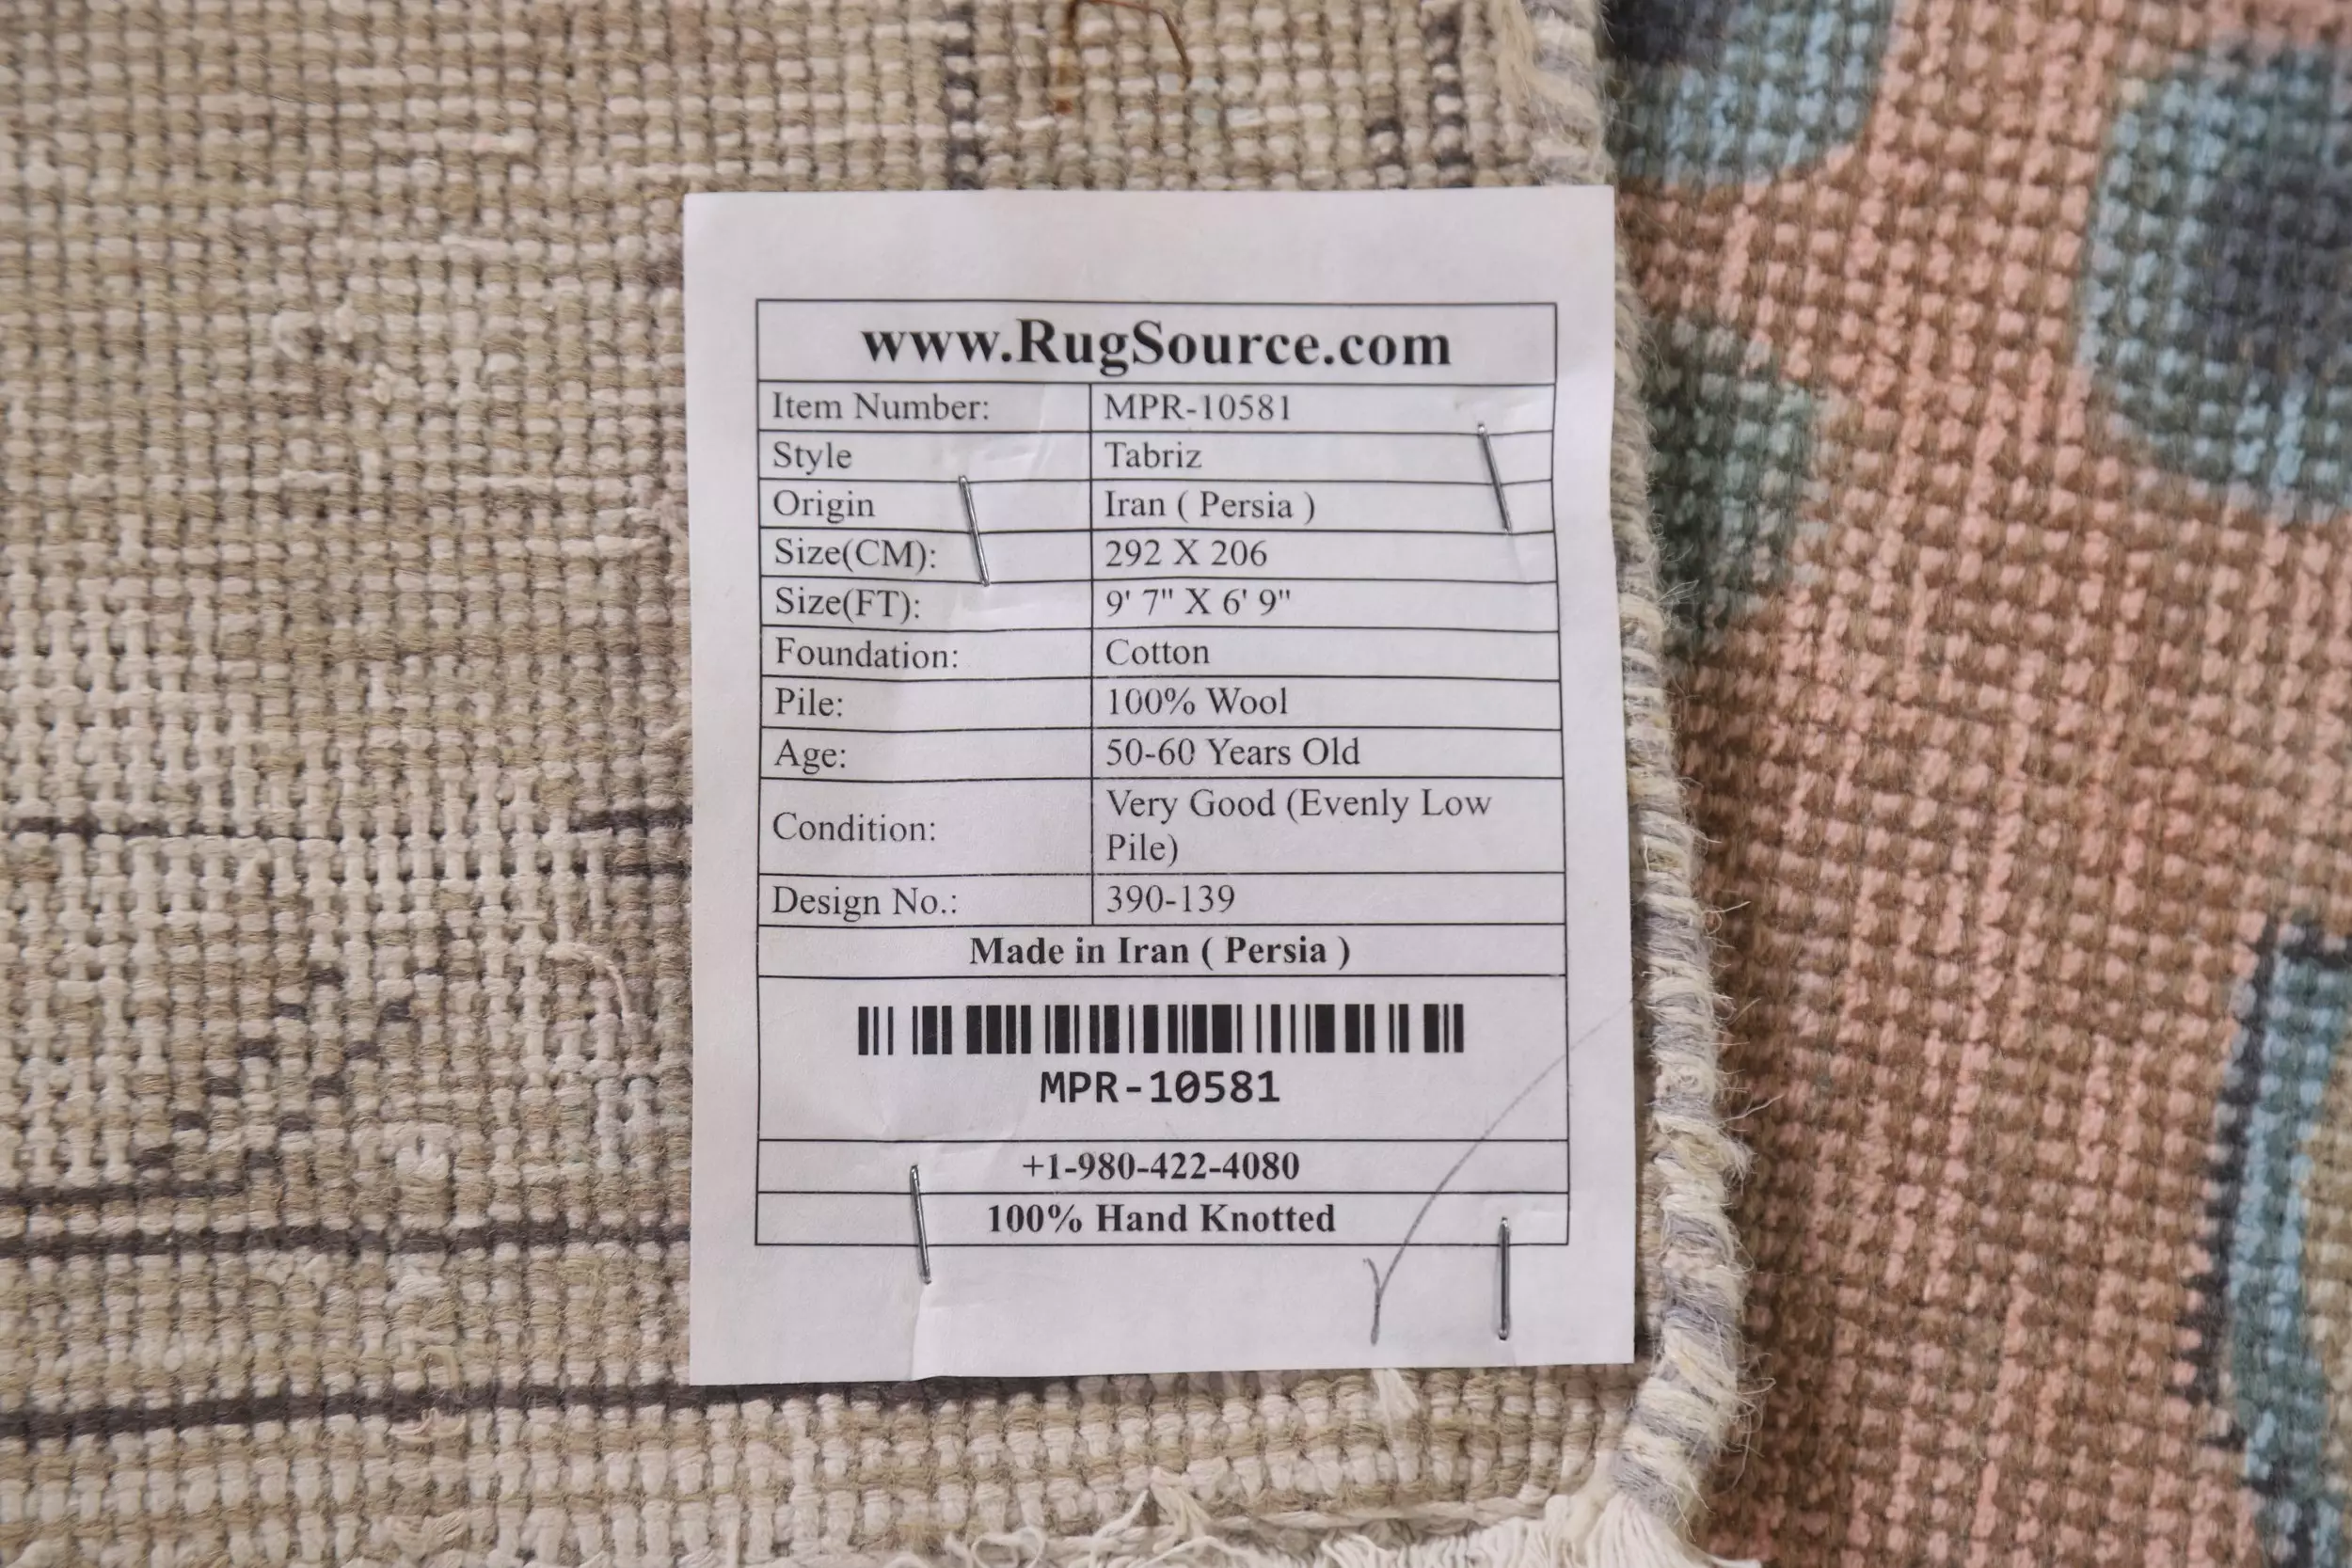 www.RugSource.com
Item Number: MPR-10581
Style Tabriz
Origin Iran ( Persia )
Size(CM): 292 X 206
Size(FT): 9' 7" X 6' 9"
Foundation: Cotton
Pile: 100% Wool
Age: 50-60 Years Old
Condition: Very Good (Evenly Low
Pile)
Design No.: 390-139
Made in Iran ( Persia )
MPR-10581
+1-980-422-4080
100% Hand Knotted